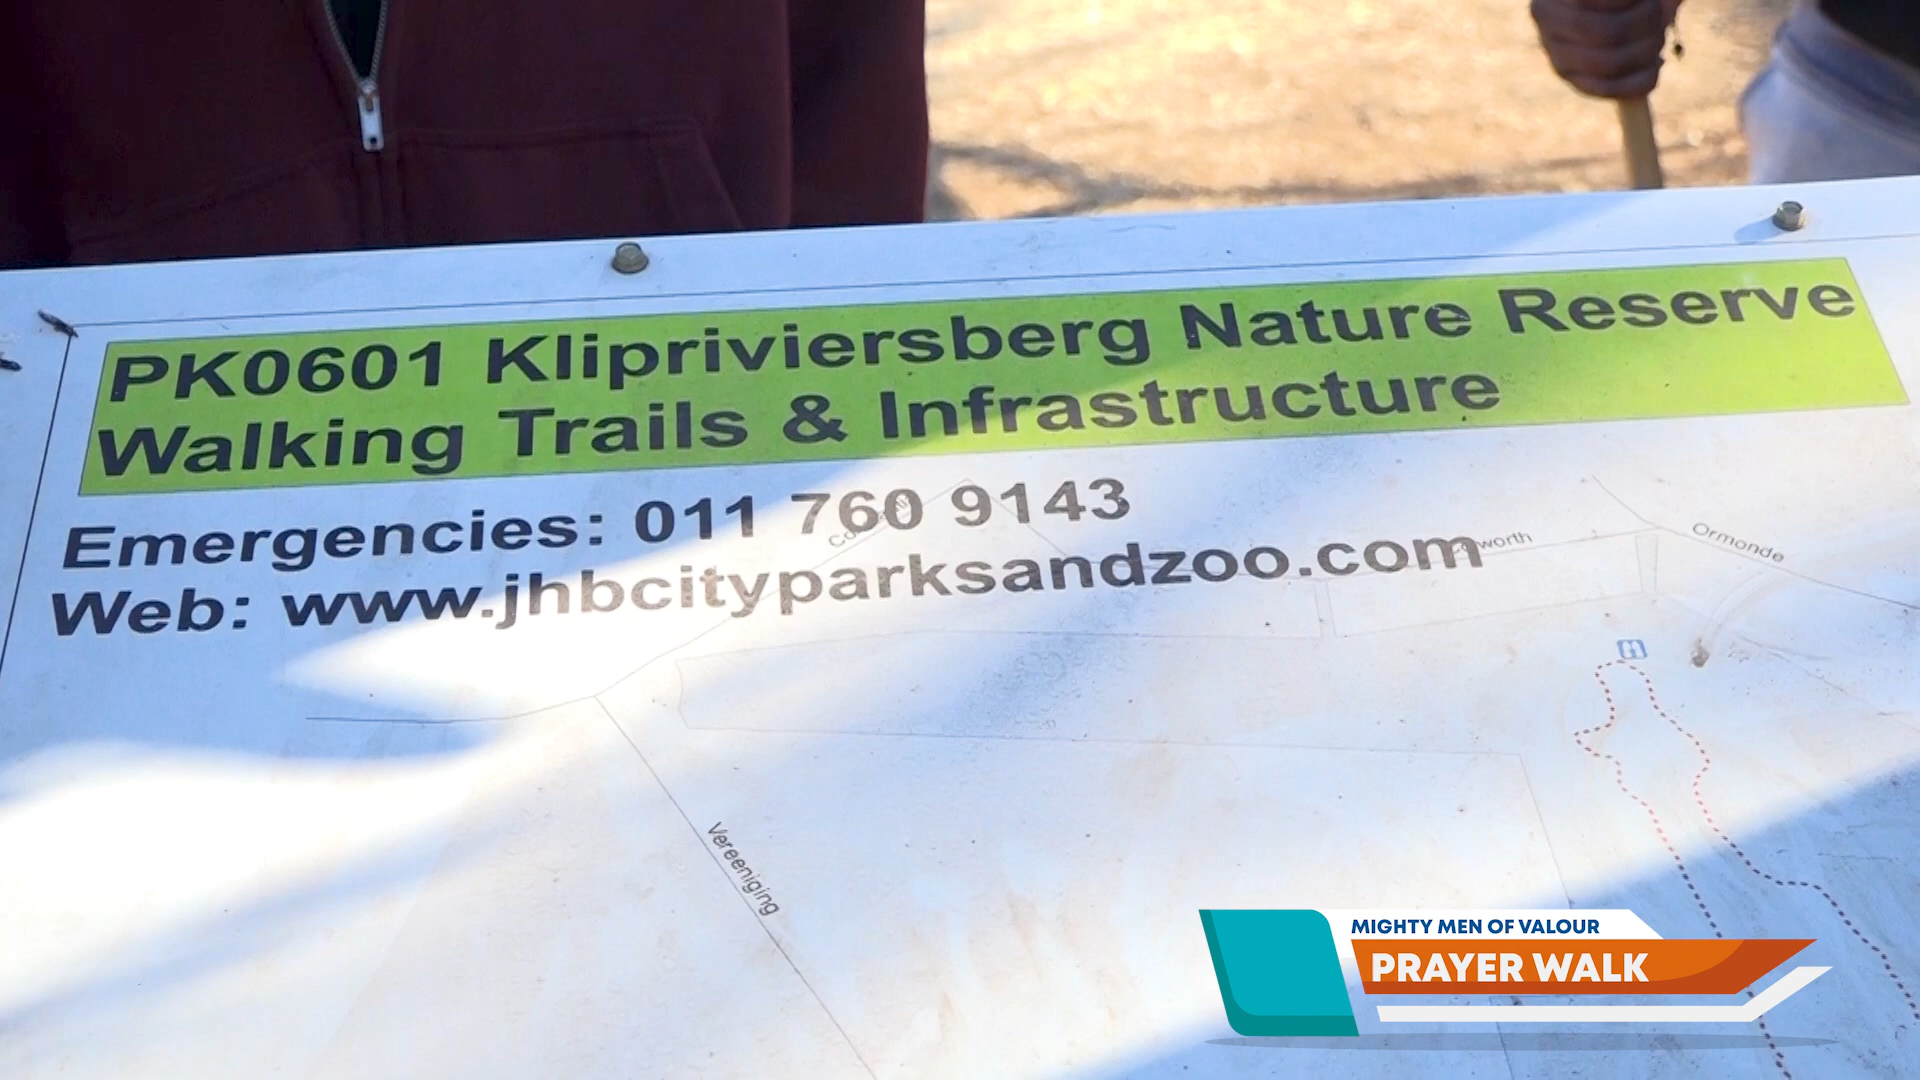 PK0601 Klipriviersberg Nature Reserve
Walking Trails & Infrastructure
Emergencies: 011 760 9143
Web: www.jhbcityparksandzoo.com
Ormonde
Vereeniging
MIGHTY MEN OF VALOUR
PRAYER WALK